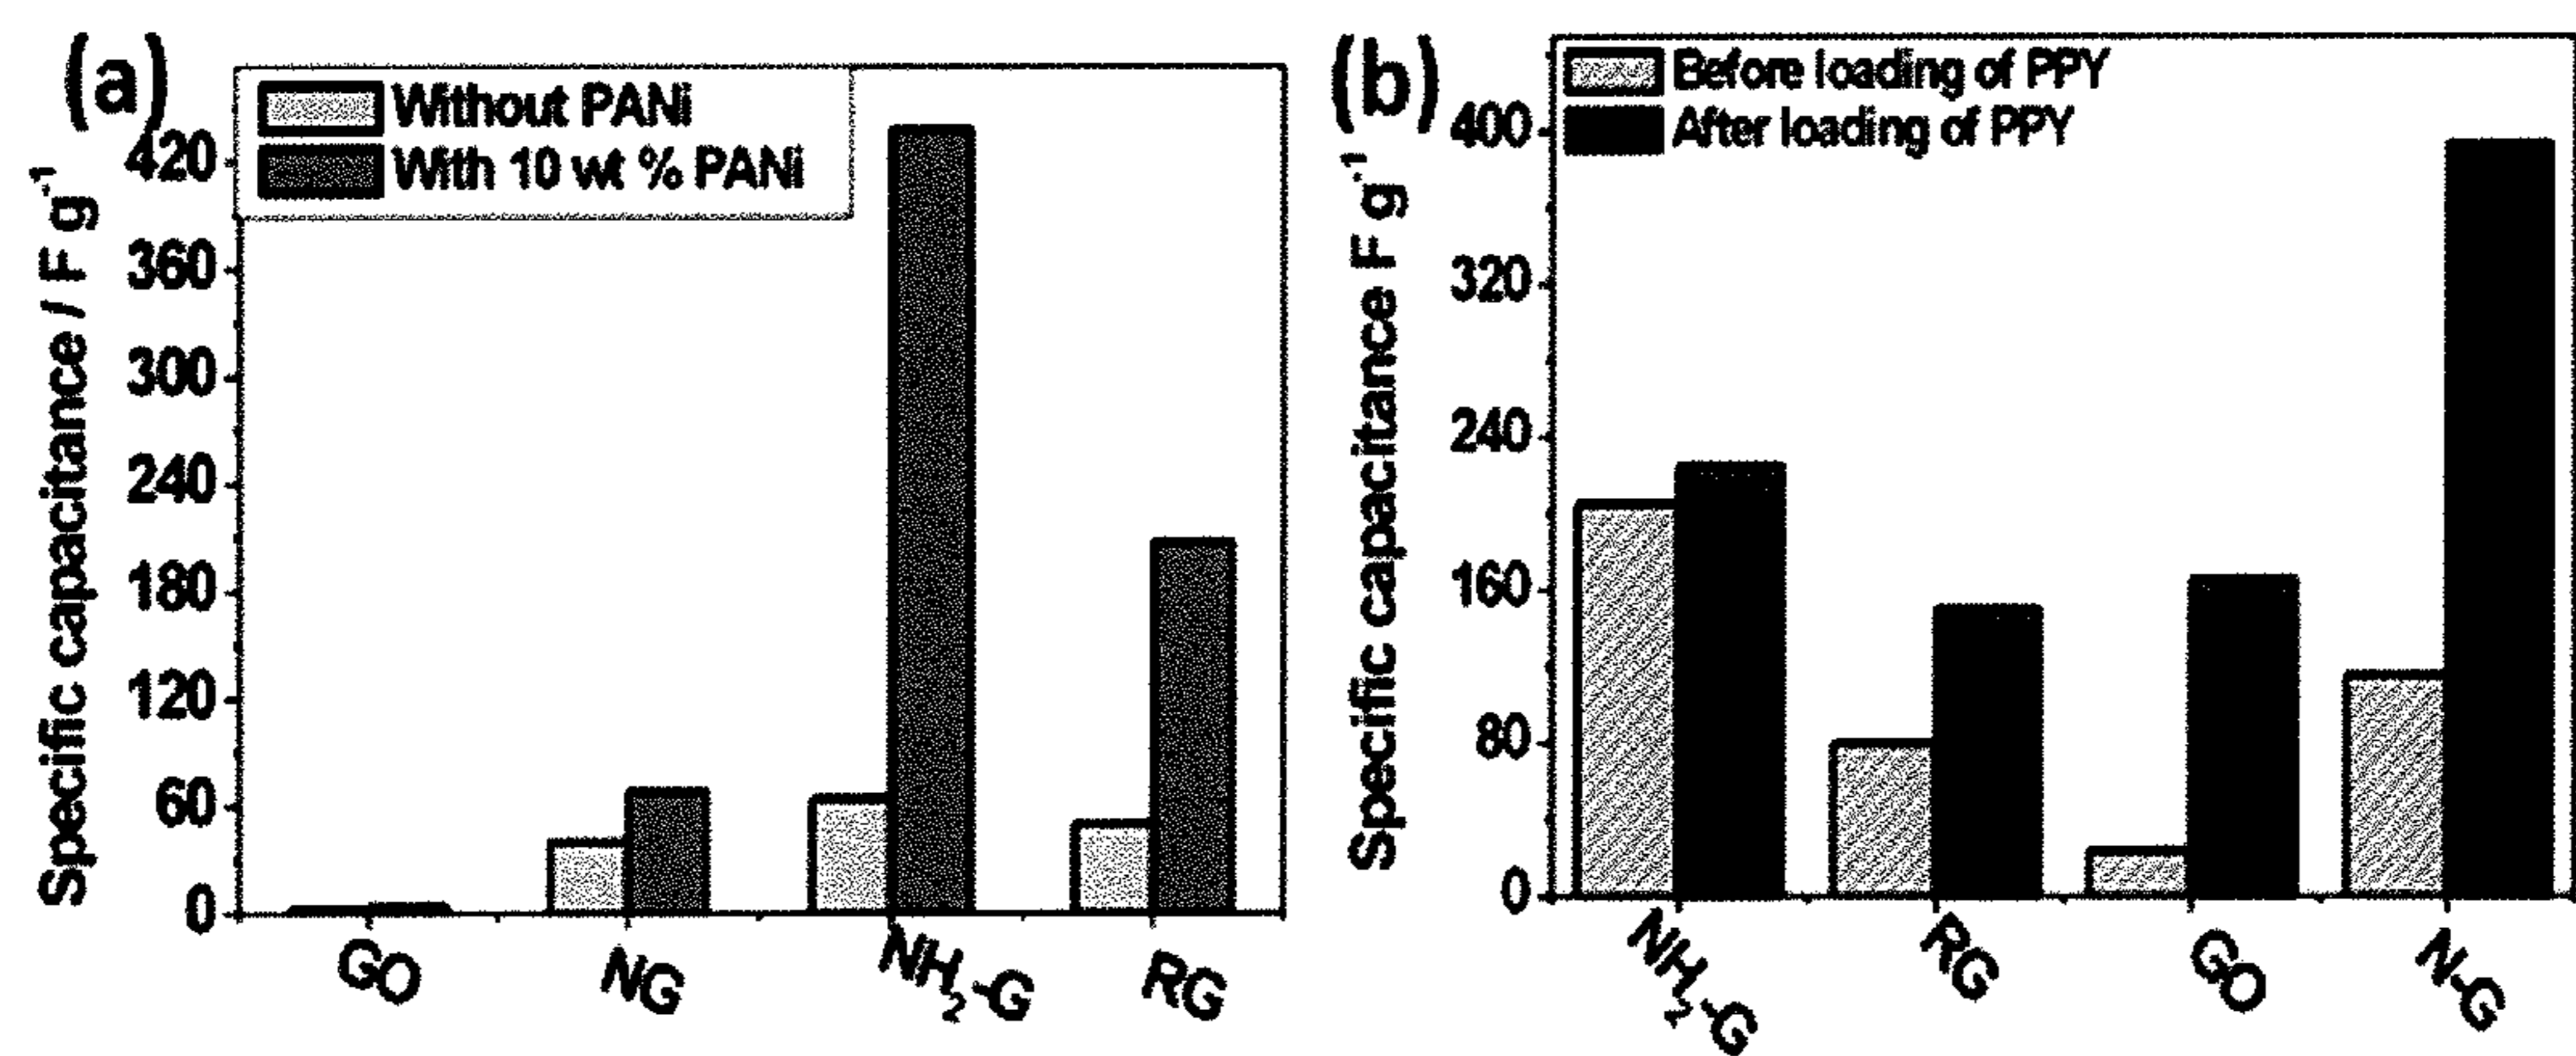 (a)
Without PANi
With 10 wt % PANi
Specific capacitance / F g-1
420
360
300
240
180
120
60
0
GO
NG
NH2-G
RG
(b)
Before loading of PPY
After loading of PPY
Specific capacitance F g-1
400
320
240
160
80
0
NH2-G
RG
GO
N-G